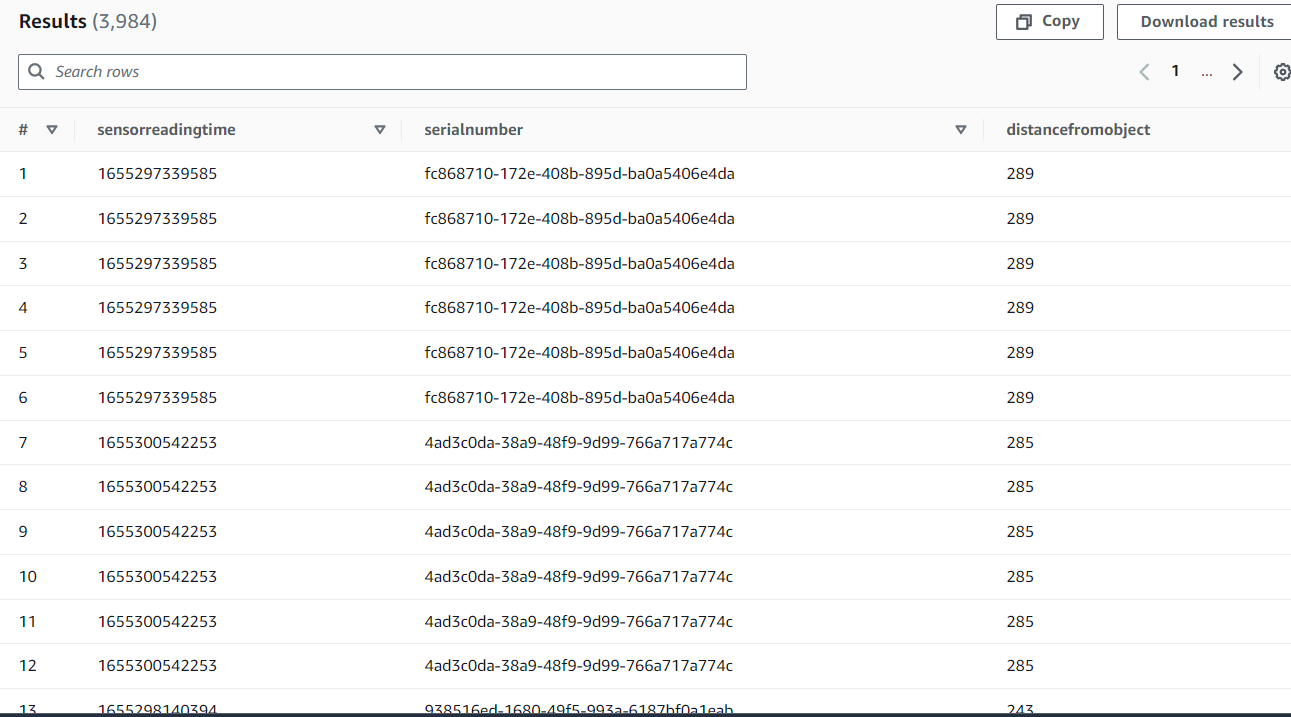 Results (3,984)
Copy
Download results
Search rows
1 ...
# sensorreadingtime serialnumber distancefromobject
1 1655297339585 fc868710-172e-408b-895d-ba0a5406e4da 289
2 1655297339585 fc868710-172e-408b-895d-ba0a5406e4da 289
3 1655297339585 fc868710-172e-408b-895d-ba0a5406e4da 289
4 1655297339585 fc868710-172e-408b-895d-ba0a5406e4da 289
5 1655297339585 fc868710-172e-408b-895d-ba0a5406e4da 289
6 1655297339585 fc868710-172e-408b-895d-ba0a5406e4da 289
7 1655300542253 4ad3c0da-38a9-48f9-9d99-766a717a774c 285
8 1655300542253 4ad3c0da-38a9-48f9-9d99-766a717a774c 285
9 1655300542253 4ad3c0da-38a9-48f9-9d99-766a717a774c 285
10 1655300542253 4ad3c0da-38a9-48f9-9d99-766a717a774c 285
11 1655300542253 4ad3c0da-38a9-48f9-9d99-766a717a774c 285
12 1655300542253 4ad3c0da-38a9-48f9-9d99-766a717a774c 285
13 1655298140394 938516ed-1680-49f5-993a-6187bf0a1eab 243